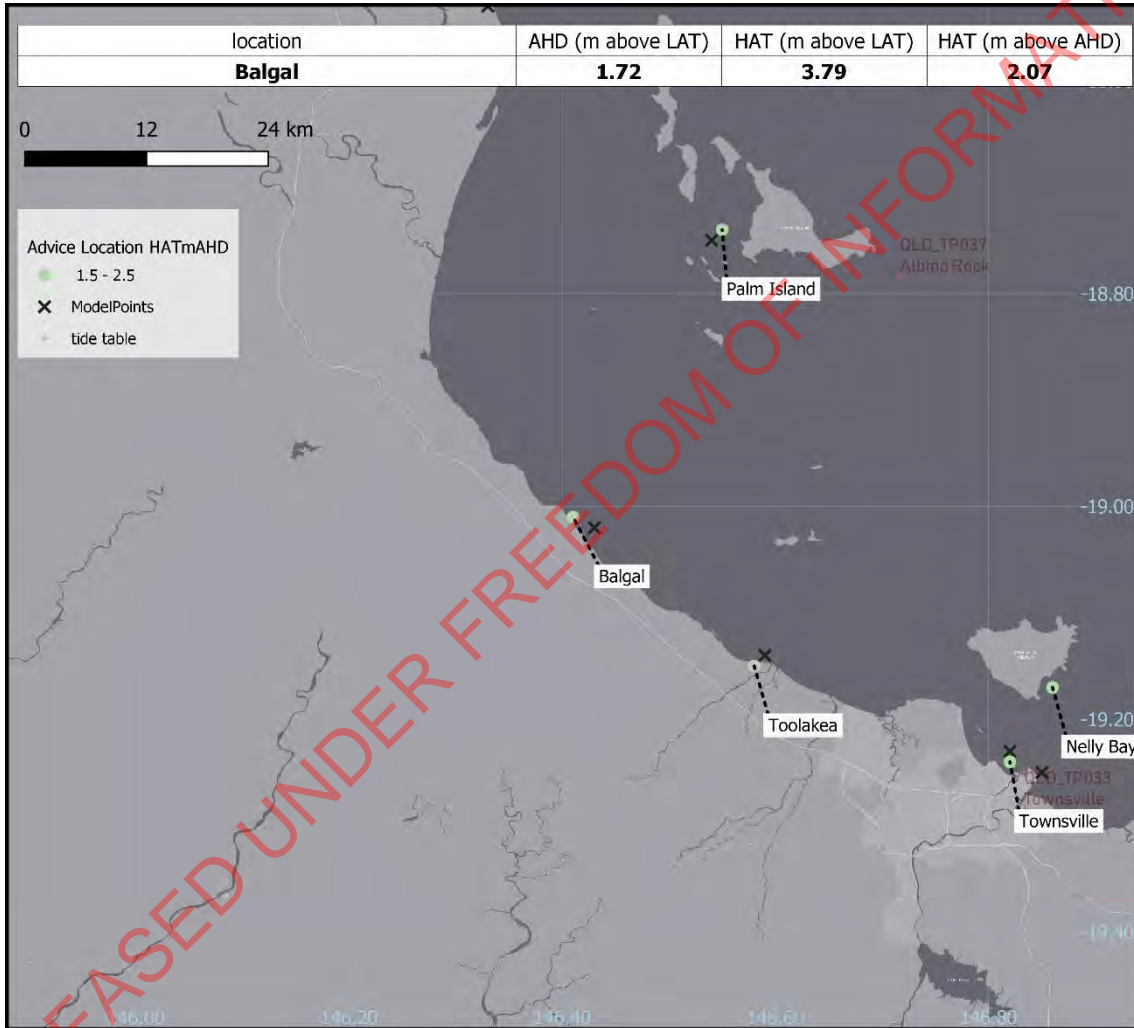 location AHD (m above LAT) HAT (m above LAT) HAT (m above AHD)
Balgal 1.72 3.79 2.07
0 12 24 km
Advice Location HATmAHD
1.5 - 2.5
ModelPoints
tide table
QLD_TP037
Albino Rock
Palm Island
-18.80
-19.00
Balgal
-19.20
Toolakea
Nelly Bay
QLD_TP033
Townsville
Townsville
-19.40
146.00 146.20 146.40 146.60 146.80
EASED UNDER FREEDOM OF INFORMATI